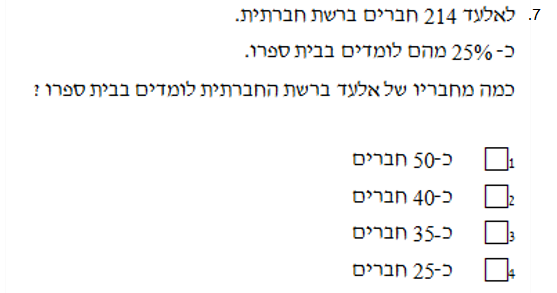 7. לאלעד 214 חברים ברשת חברתית.
כ- 25% מהם לומדים בבית ספרו.
כמה מחבריו של אלעד ברשת החברתית לומדים בבית ספרו ?
1 כ-50 חברים
2 כ-40 חברים
3 כ-35 חברים
4 כ-25 חברים